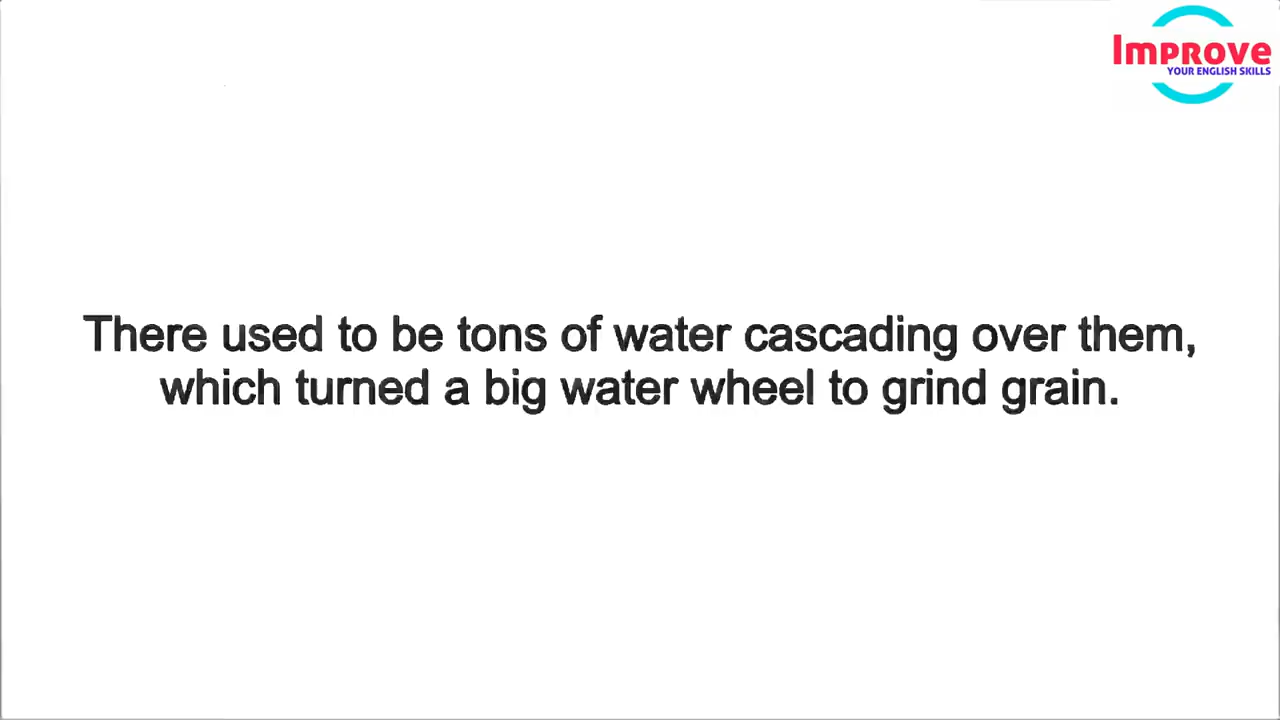 Improve
YOUR ENGLISH SKILLS
There used to be tons of water cascading over them,
which turned a big water wheel to grind grain.